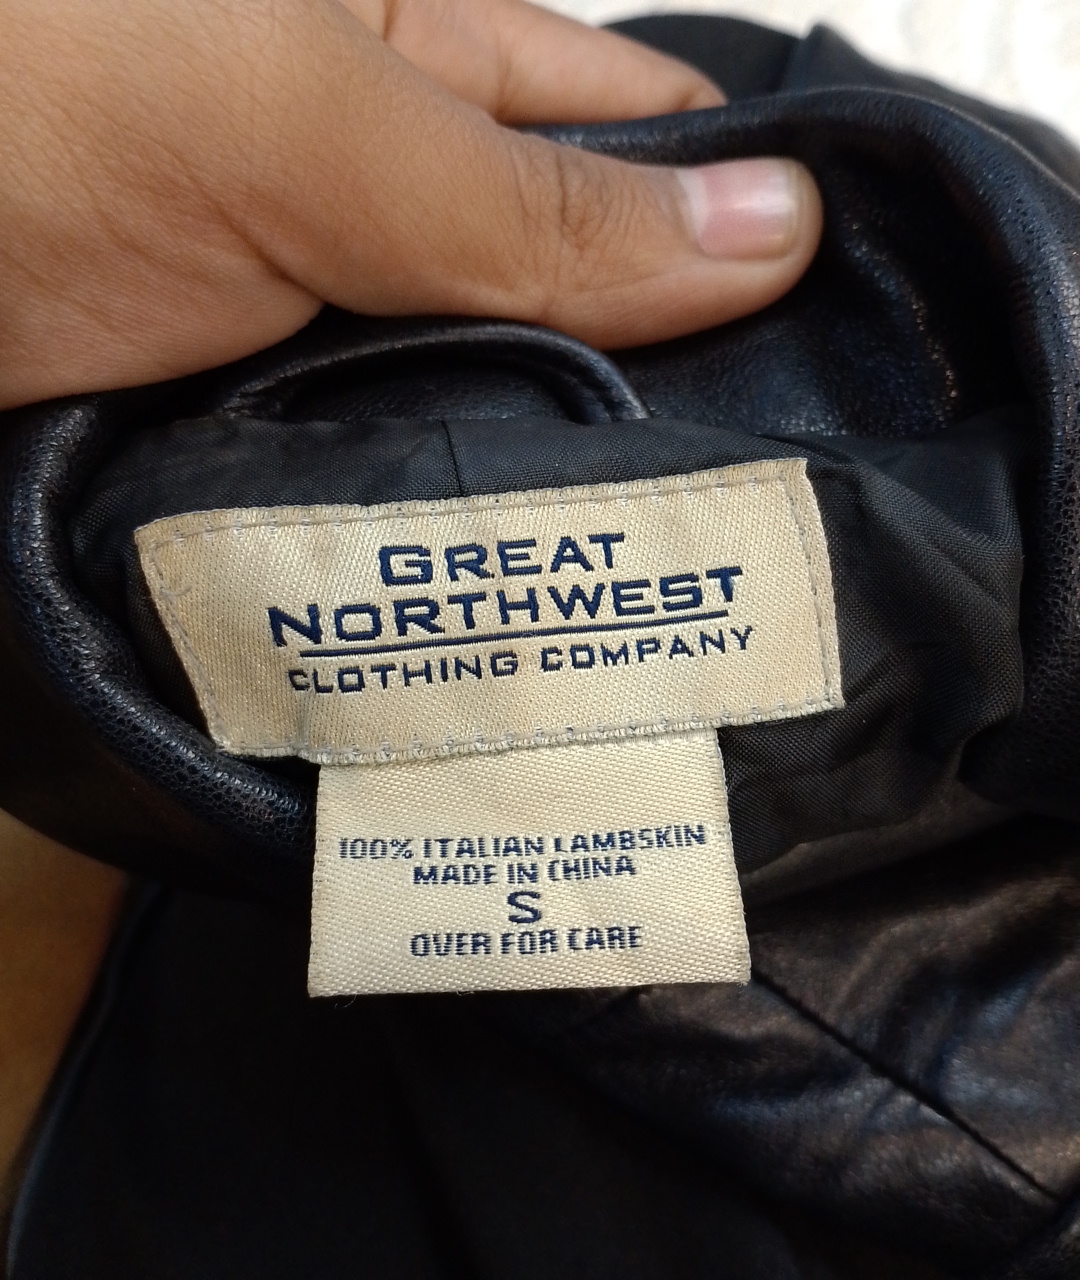 GREAT
NORTHWEST
CLOTHING COMPANY
100% ITALIAN LAMBSKIN
MADE IN CHINA
S
OVER FOR CARE